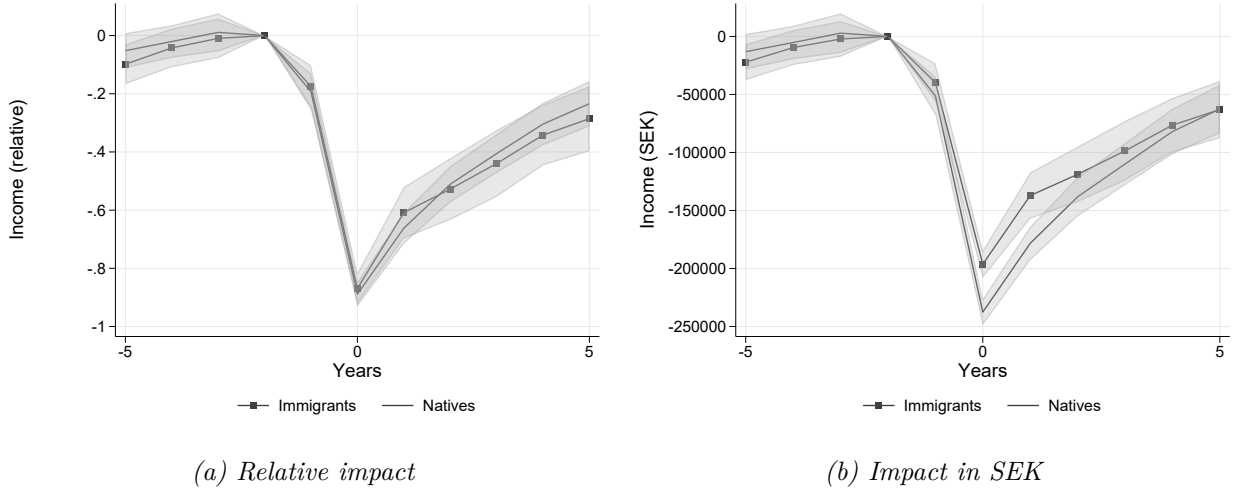 Income (relative)
0
-.2
-.4
-.6
-.8
-1
-5 0 5
Years
Immigrants Natives
(a) Relative impact
Income (SEK)
0
-50000
-100000
-150000
-200000
-250000
-5 0 5
Years
Immigrants Natives
(b) Impact in SEK